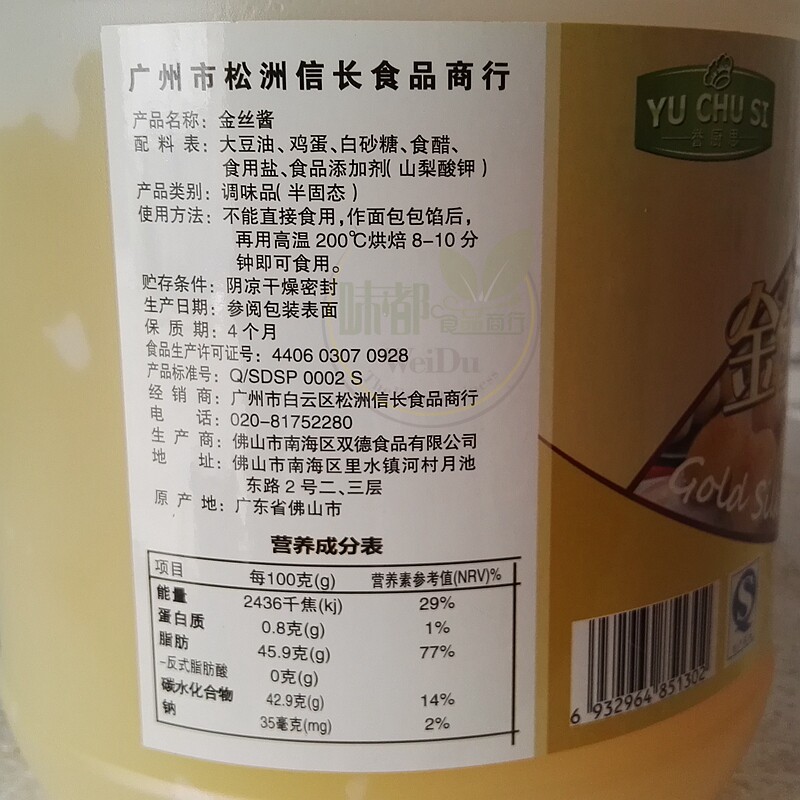 广州市松洲信长食品商行
产品名称：金丝酱
配料表：大豆油、鸡蛋、白砂糖、食醋、
食用盐、食品添加剂（山梨酸钾）
产品类别：调味品（半固态）
使用方法：不能直接食用，作面包包馅后，
再用高温200℃烘焙8-10分
钟即可食用。
贮存条件：阴凉干燥密封
生产日期：参阅包装表面
保质期：4个月
食品生产许可证号：4406 0307 0928
产品标准号：Q/SDSP 0002 S
经销商：广州市白云区松洲信长食品商行
电话：020-81752280
生产商：佛山市南海区双德食品有限公司
地址：佛山市南海区里水镇河村月池
东路2号二、三层
原产地：广东省佛山市
营养成分表
项目 每100克(g) 营养素参考值(NRV)%
能量 2436千焦(kj) 29%
蛋白质 0.8克(g) 1%
脂肪 45.9克(g) 77%
-反式脂肪酸 0克(g)
碳水化合物 42.9克(g) 14%
钠 35毫克(mg) 2%
YU CHU SI
金
Gold
6 932964 851302
味都
食品商行
WeiDu